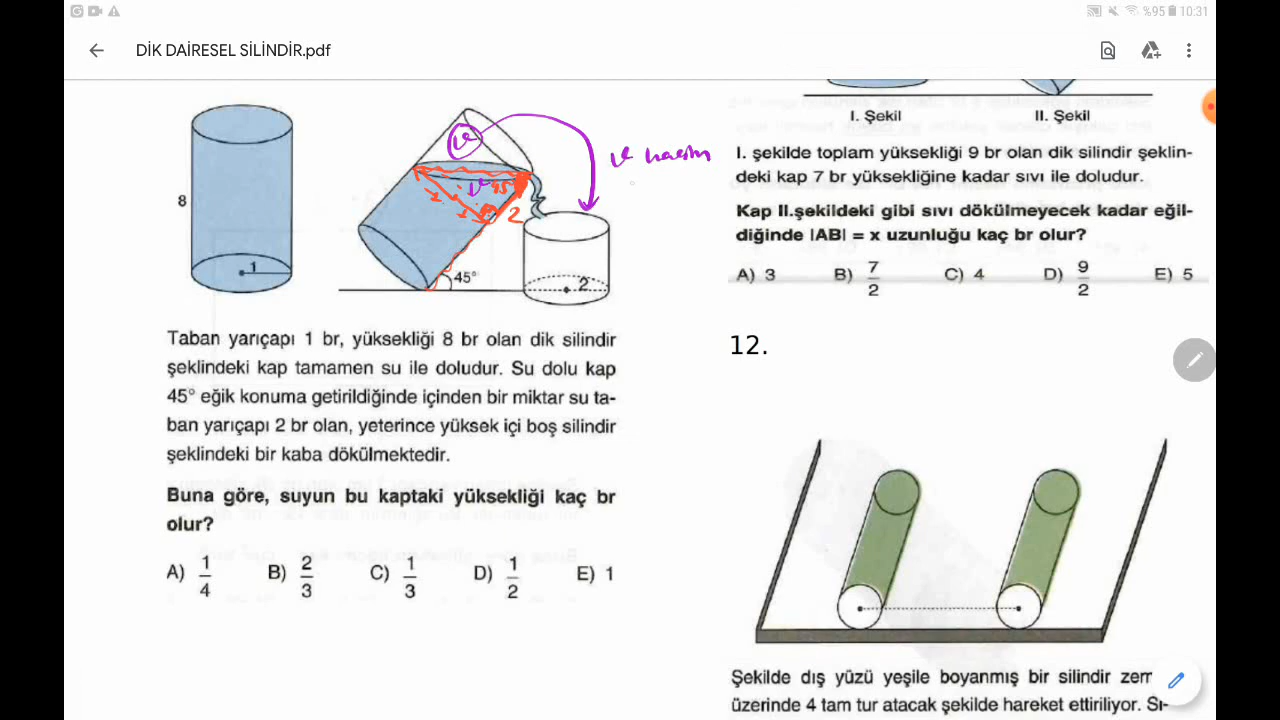 %95 10:31
DİK DAİRESEL SİLİNDİR.pdf
8
1
V
V
45
2
45°
2
V hacim
Taban yarıçapı 1 br, yüksekliği 8 br olan dik silindir
şeklindeki kap tamamen su ile doludur. Su dolu kap
45° eğik konuma getirildiğinde içinden bir miktar su ta-
ban yarıçapı 2 br olan, yeterince yüksek içi boş silindir
şeklindeki bir kaba dökülmektedir.
Buna göre, suyun bu kaptaki yüksekliği kaç br
olur?
A) 1/4 B) 2/3 C) 1/3 D) 1/2 E) 1
I. Şekil II. Şekil
I. şekilde toplam yüksekliği 9 br olan dik silindir şeklin-
deki kap 7 br yüksekliğine kadar sıvı ile doludur.
Kap II.şekildeki gibi sıvı dökülmeyecek kadar eğil-
diğinde |AB| = x uzunluğu kaç br olur?
A) 3 B) 7/2 C) 4 D) 9/2 E) 5
12.
Şekilde dış yüzü yeşile boyanmış bir silindir zem
üzerinde 4 tam tur atacak şekilde hareket ettiriliyor. Si-